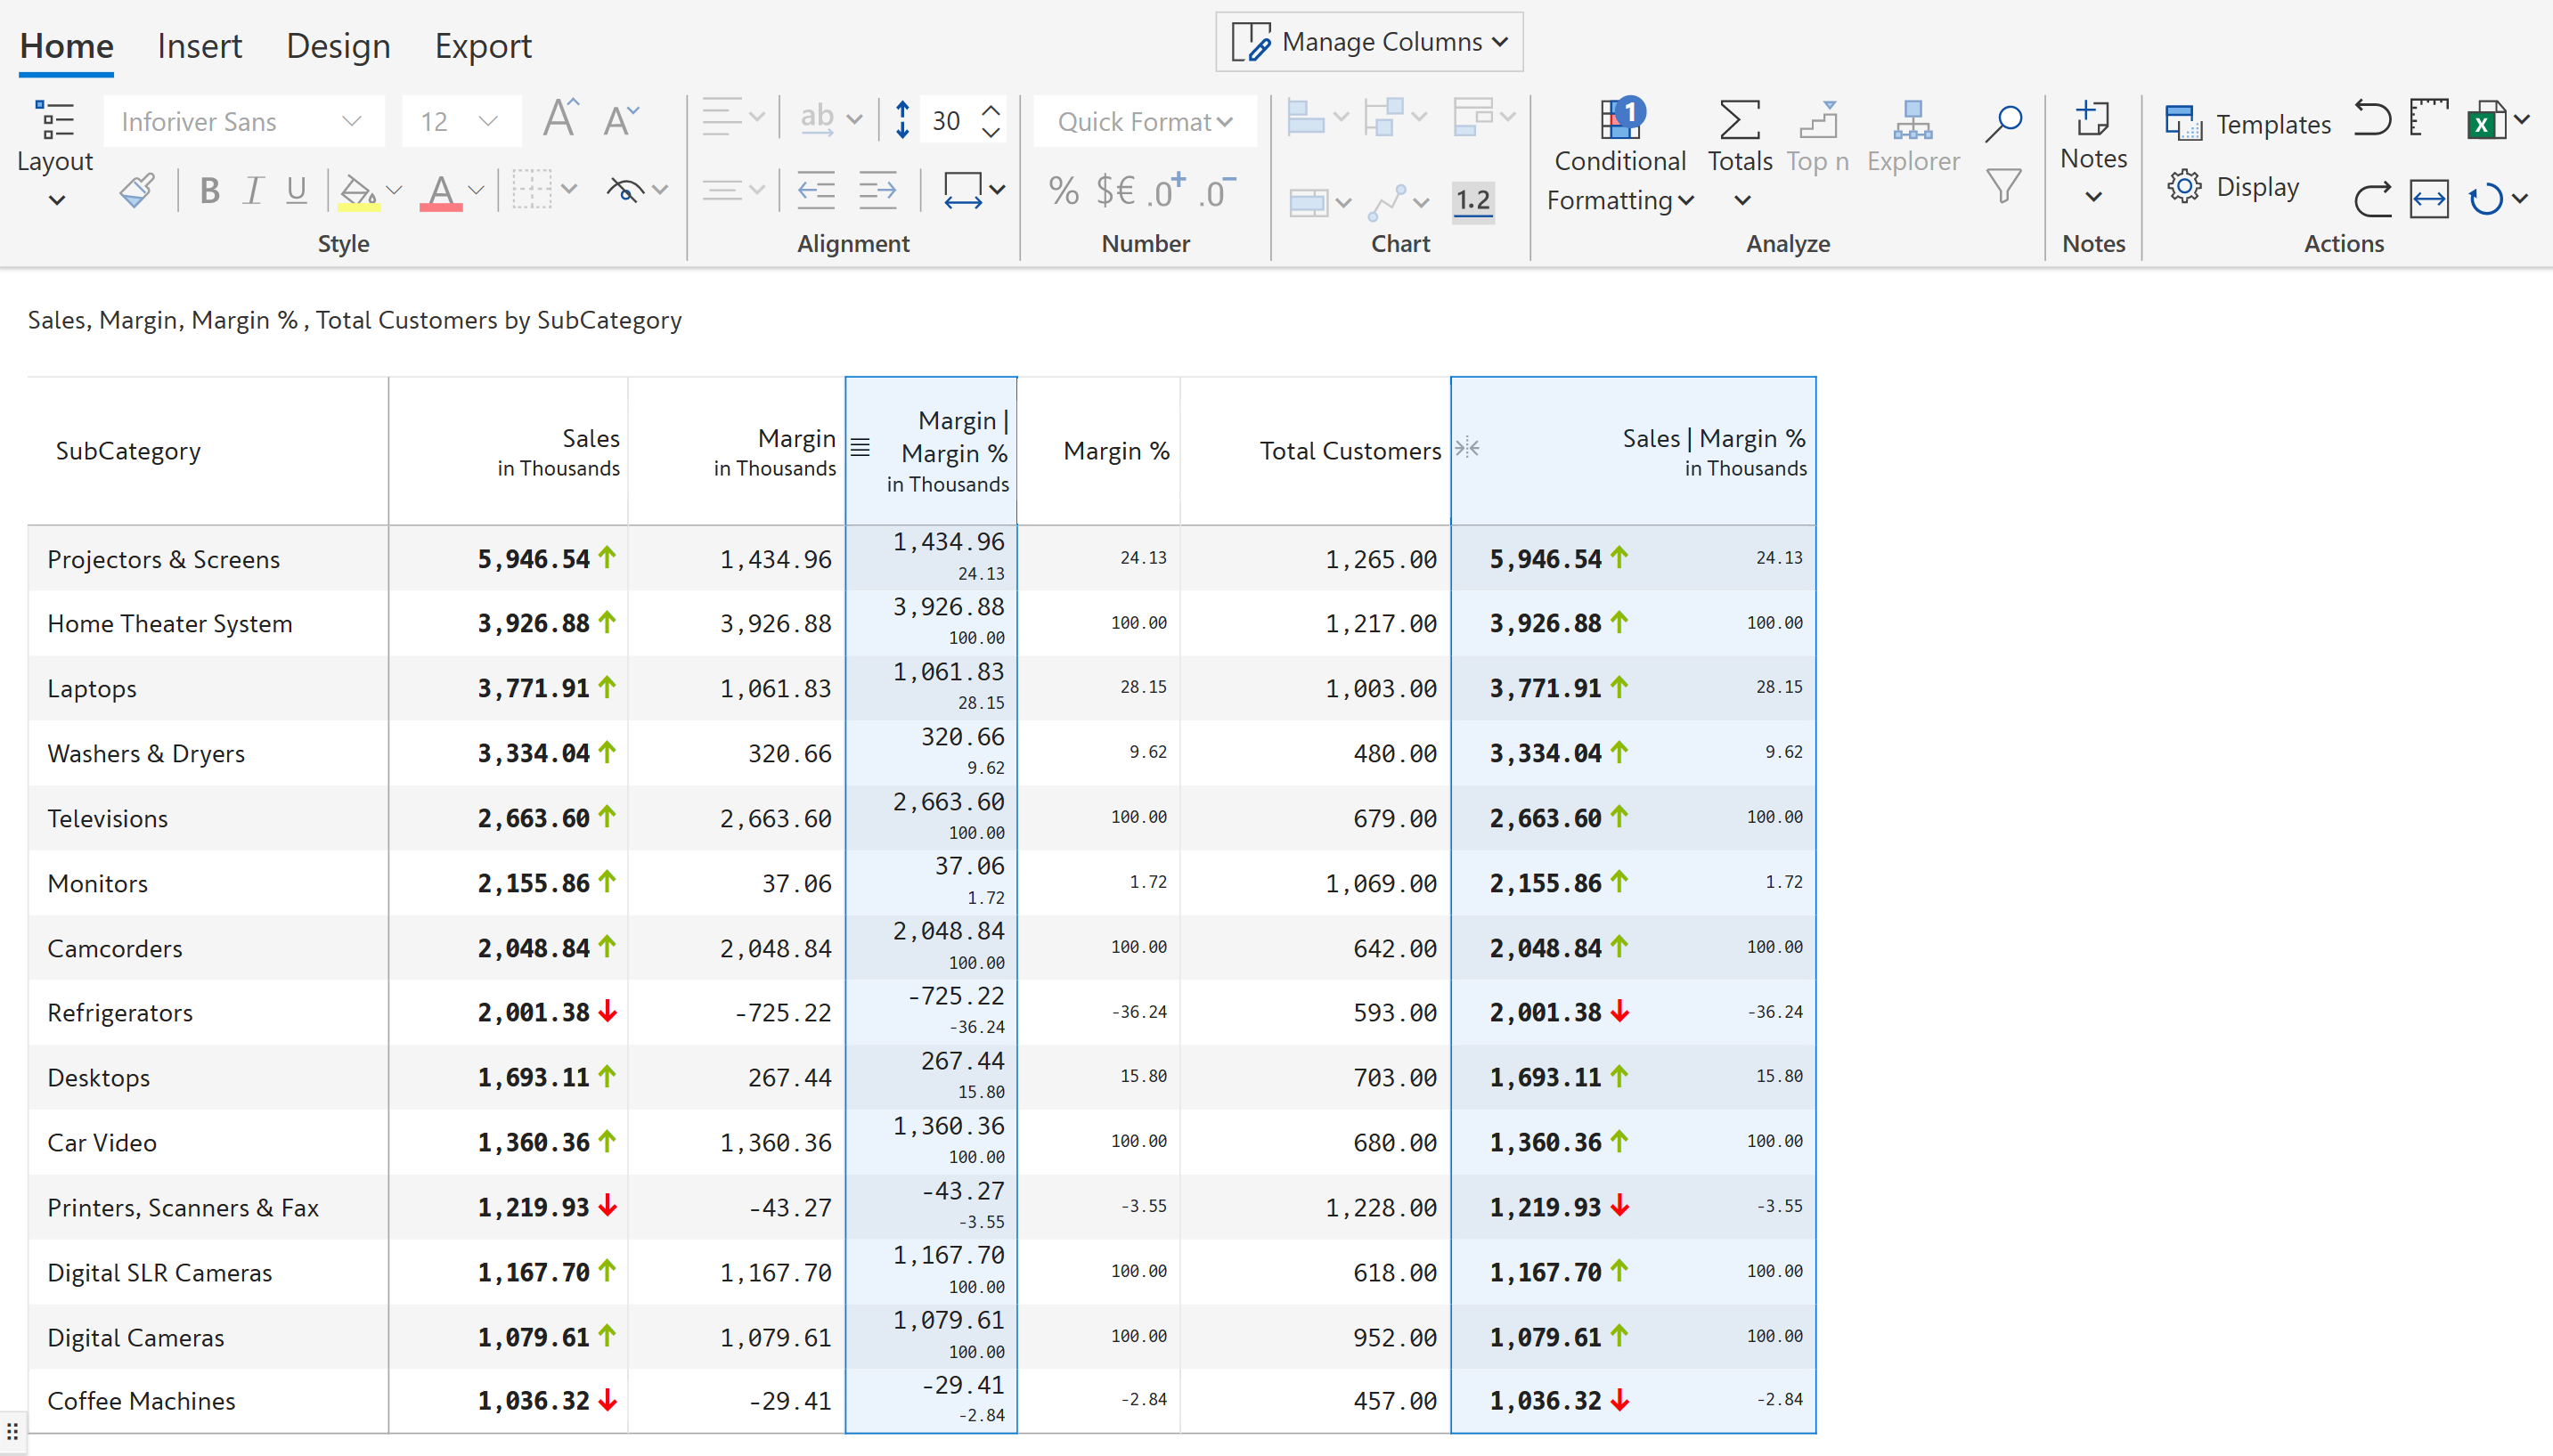 Home Insert Design Export
Manage Columns
Inforiver Sans 12 ab 30 Quick Format 1 Templates
Layout Conditional Totals Top n Explorer Notes
B I U A % $€ .0+ .0- 1.2 Formatting Display
Style Alignment Number Chart Analyze Notes Actions
Sales, Margin, Margin % , Total Customers by SubCategory
SubCategory Sales in Thousands Margin in Thousands Margin | Margin % in Thousands Margin % Total Customers Sales | Margin % in Thousands
Projectors & Screens 5,946.54 1,434.96 1,434.96 24.13 24.13 1,265.00 5,946.54 24.13
Home Theater System 3,926.88 3,926.88 3,926.88 100.00 100.00 1,217.00 3,926.88 100.00
Laptops 3,771.91 1,061.83 1,061.83 28.15 28.15 1,003.00 3,771.91 28.15
Washers & Dryers 3,334.04 320.66 320.66 9.62 9.62 480.00 3,334.04 9.62
Televisions 2,663.60 2,663.60 2,663.60 100.00 100.00 679.00 2,663.60 100.00
Monitors 2,155.86 37.06 37.06 1.72 1.72 1,069.00 2,155.86 1.72
Camcorders 2,048.84 2,048.84 2,048.84 100.00 100.00 642.00 2,048.84 100.00
Refrigerators 2,001.38 -725.22 -725.22 -36.24 -36.24 593.00 2,001.38 -36.24
Desktops 1,693.11 267.44 267.44 15.80 15.80 703.00 1,693.11 15.80
Car Video 1,360.36 1,360.36 1,360.36 100.00 100.00 680.00 1,360.36 100.00
Printers, Scanners & Fax 1,219.93 -43.27 -43.27 -3.55 -3.55 1,228.00 1,219.93 -3.55
Digital SLR Cameras 1,167.70 1,167.70 1,167.70 100.00 100.00 618.00 1,167.70 100.00
Digital Cameras 1,079.61 1,079.61 1,079.61 100.00 100.00 952.00 1,079.61 100.00
Coffee Machines 1,036.32 -29.41 -29.41 -2.84 -2.84 457.00 1,036.32 -2.84